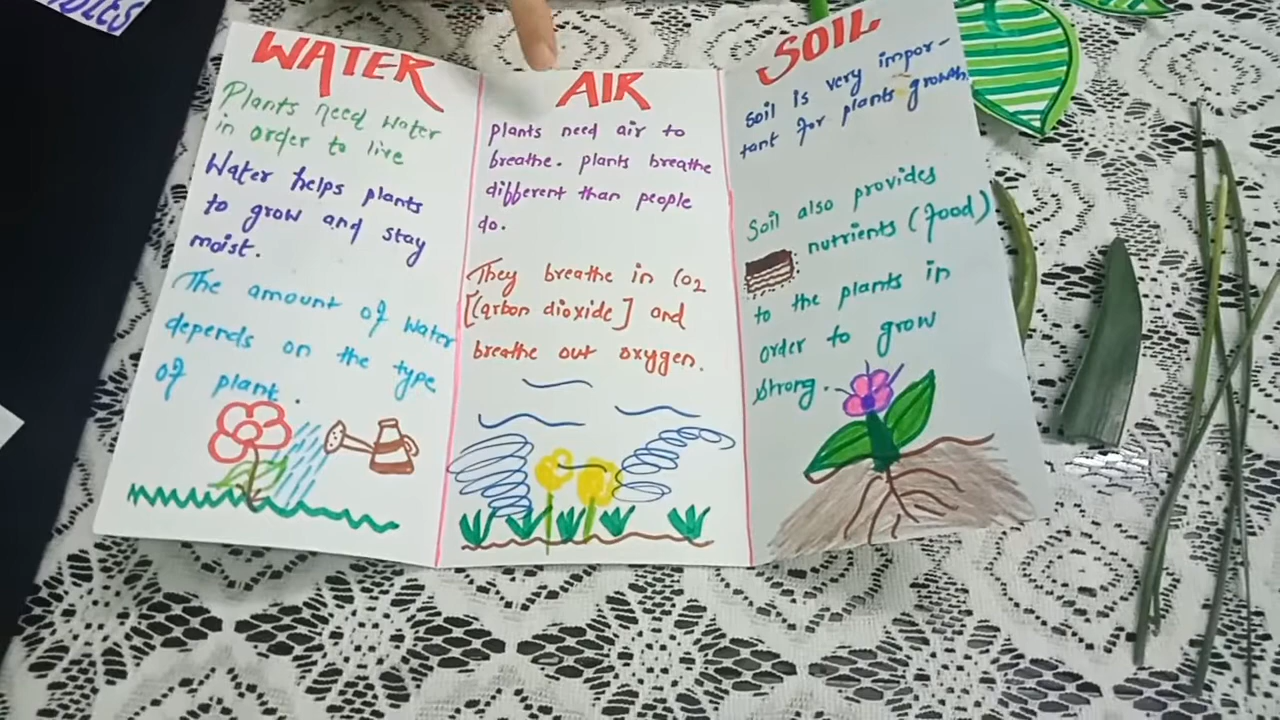 WATER
Plants need water
in order to live
Water helps plants
to grow and stay
moist.
The amount of water
depends on the type
of plant.
AIR
plants need air to
breathe. plants breathe
different than people
do.
They breathe in CO2
[Carbon dioxide] and
breathe out oxygen.
SOIL
Soil is very impor-
tant for plants growth.
Soil also provides
nutrients (food)
to the plants in
order to grow
strong.